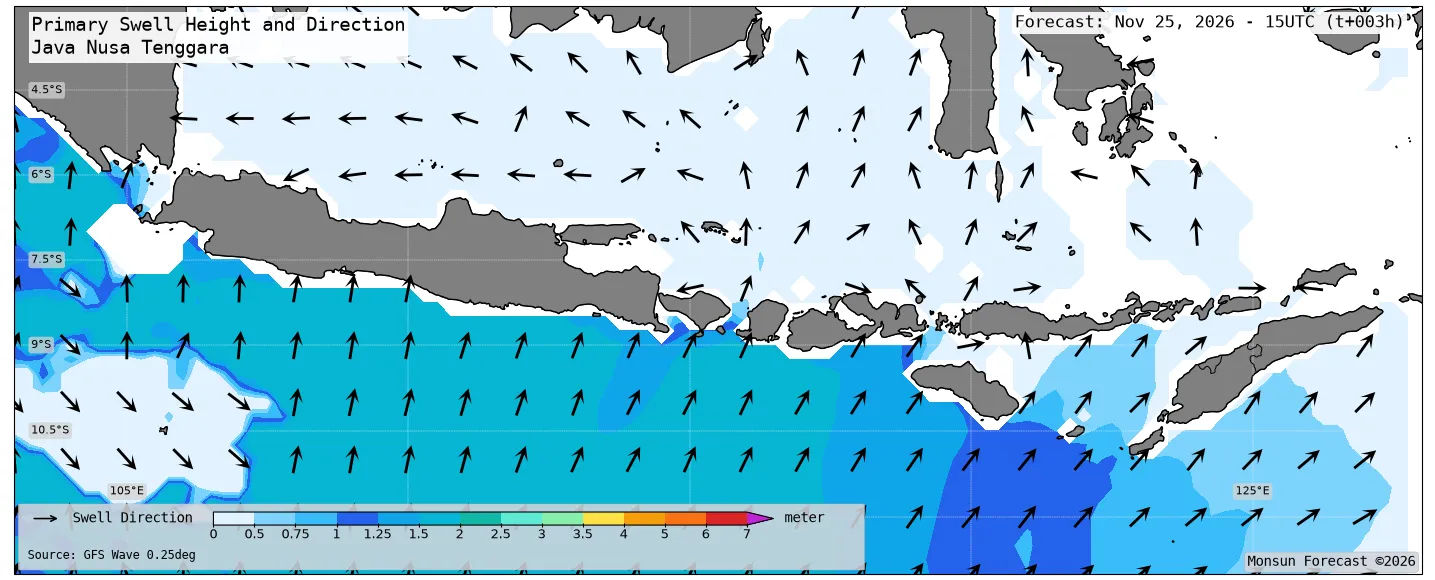 Primary Swell Height and Direction
Java Nusa Tenggara
Forecast: Nov 25, 2026 - 15UTC (t+003h)
4.5°S
6°S
7.5°S
9°S
10.5°S
105°E
125°E
Swell Direction
0 0.5 0.75 1 1.25 1.5 2 2.5 3 3.5 4 5 6 7
meter
Source: GFS Wave 0.25deg
Monsun Forecast ©2026